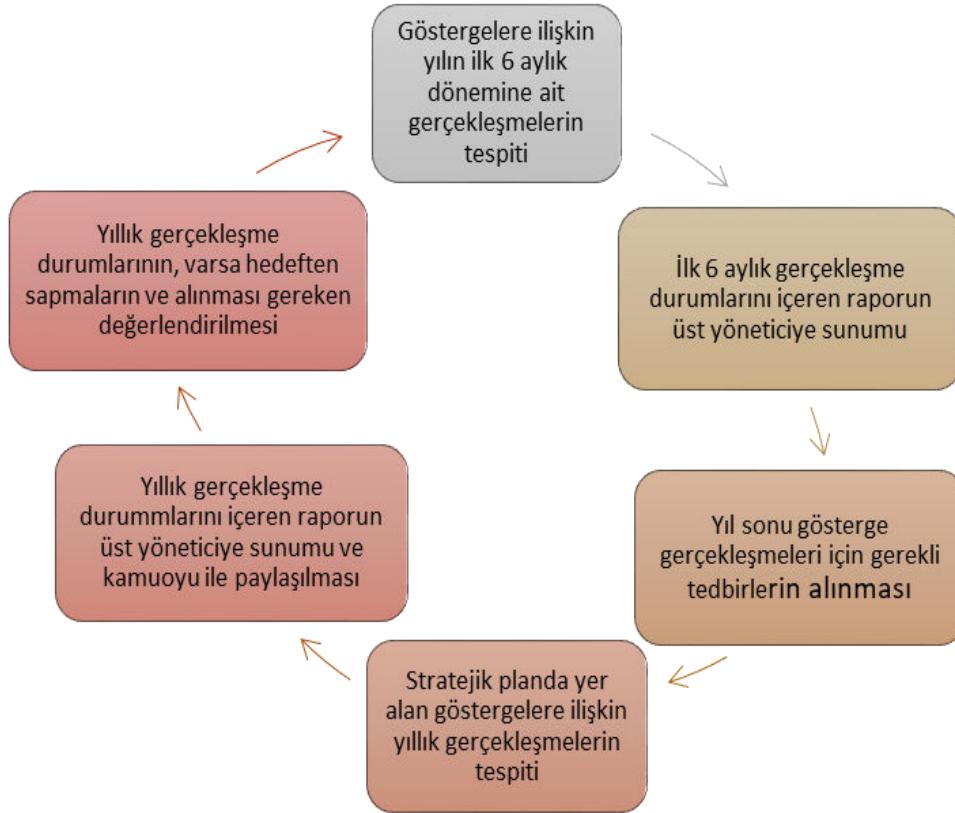 Göstergelere ilişkin
yılın ilk 6 aylık
dönemine ait
gerçekleşmelerin
tespiti
İlk 6 aylık gerçekleşme
durumlarını içeren raporun
üst yöneticiye sunumu
Yıl sonu gösterge
gerçekleşmeleri için gerekli
tedbirlerin alınması
Stratejik planda yer
alan göstergelere ilişkin
yıllık gerçekleşmelerin
tespiti
Yıllık gerçekleşme
durummlarını içeren raporun
üst yöneticiye sunumu ve
kamuoyu ile paylaşılması
Yıllık gerçekleşme
durumlarının, varsa hedeften
sapmaların ve alınması gereken
değerlendirilmesi